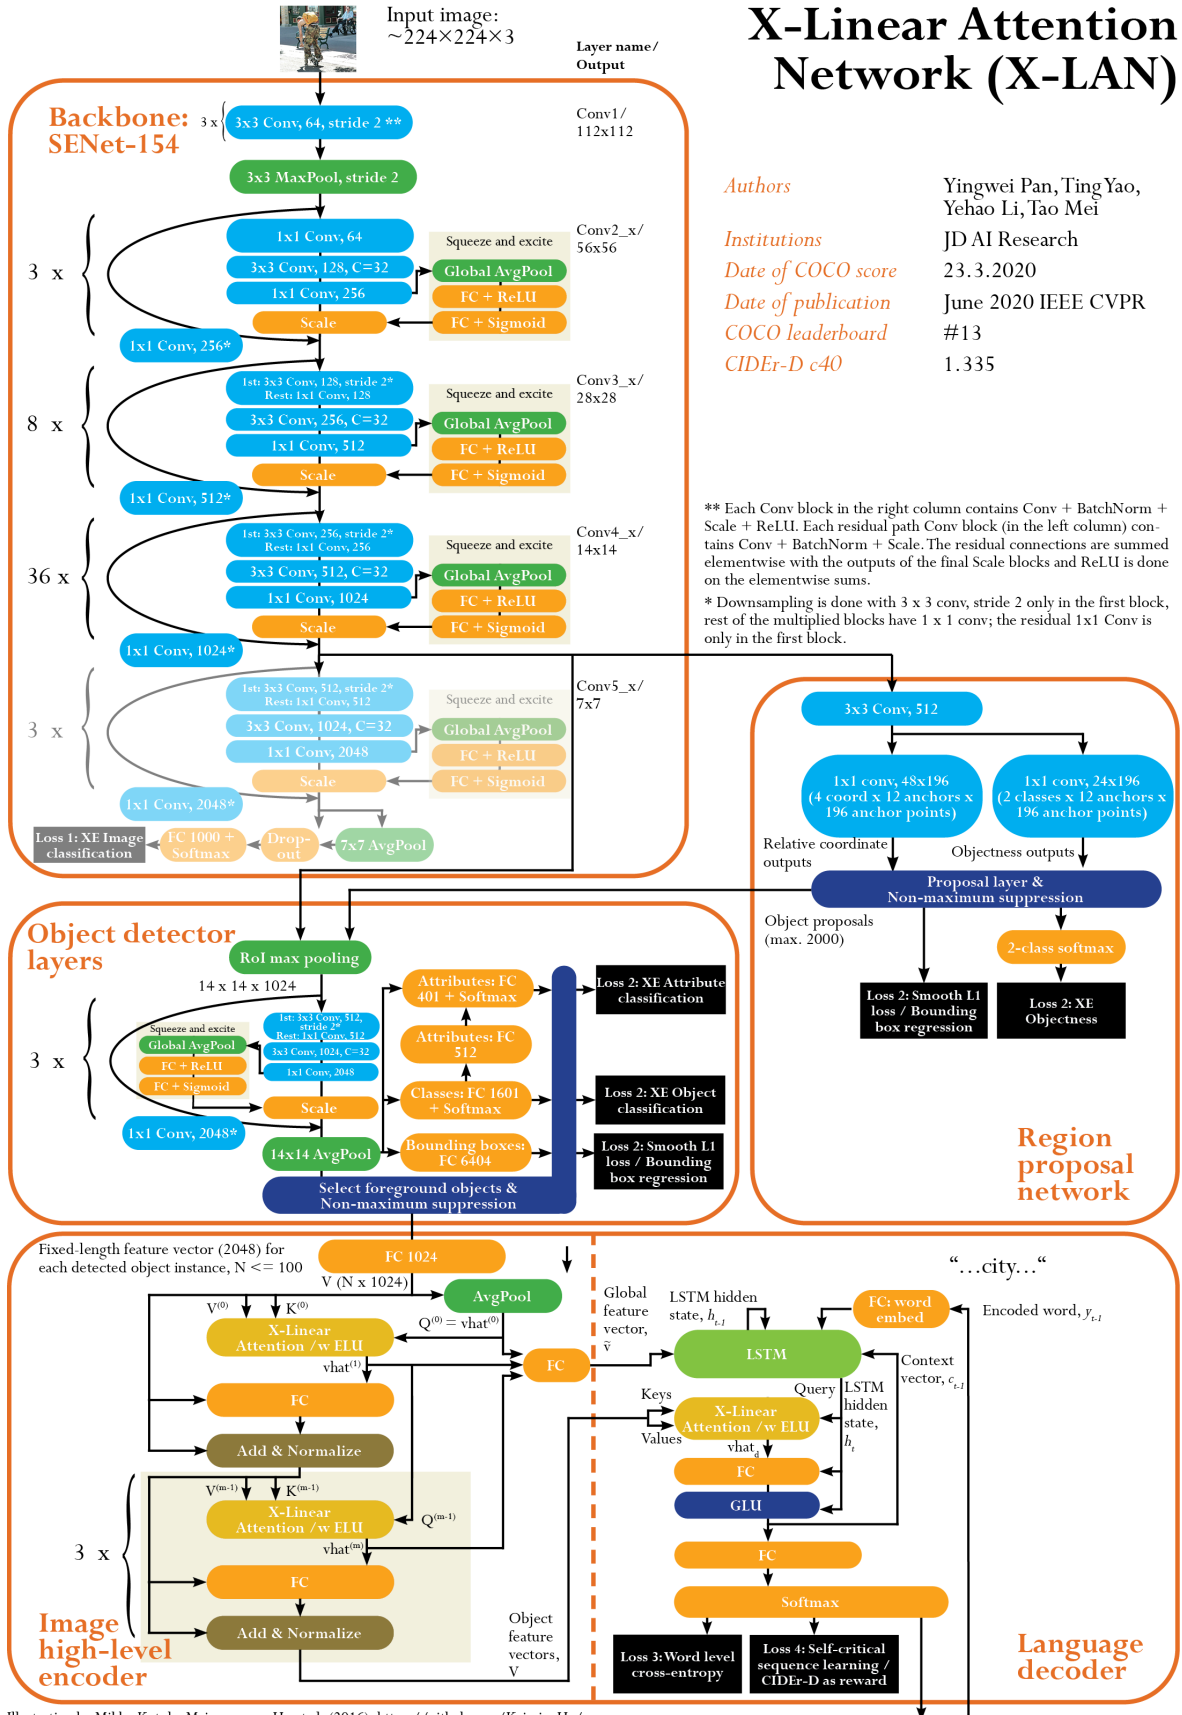 Input image:
~224×224×3
Layer name/
Output
X-Linear Attention
Network (X-LAN)
Authors
Yingwei Pan, Ting Yao,
Yehao Li, Tao Mei
Institutions
JD AI Research
Date of COCO score
23.3.2020
Date of publication
June 2020 IEEE CVPR
COCO leaderboard
#13
CIDEr-D c40
1.335
** Each Conv block in the right column contains Conv + BatchNorm +
Scale + ReLU. Each residual path Conv block (in the left column) con-
tains Conv + BatchNorm + Scale. The residual connections are summed
elementwise with the outputs of the final Scale blocks and ReLU is done
on the elementwise sums.
* Downsampling is done with 3 x 3 conv, stride 2 only in the first block,
rest of the multiplied blocks have 1 x 1 conv; the residual 1x1 Conv is
only in the first block.
Backbone:
SENet-154
3 x
3x3 Conv, 64, stride 2 **
Conv1/
112x112
3x3 MaxPool, stride 2
3 x
1x1 Conv, 64
3x3 Conv, 128, C=32
1x1 Conv, 256
Scale
1x1 Conv, 256*
Squeeze and excite
Global AvgPool
FC + ReLU
FC + Sigmoid
Conv2_x/
56x56
8 x
1st: 3x3 Conv, 128, stride 2*
Rest: 1x1 Conv, 128
3x3 Conv, 256, C=32
1x1 Conv, 512
Scale
1x1 Conv, 512*
Squeeze and excite
Global AvgPool
FC + ReLU
FC + Sigmoid
Conv3_x/
28x28
36 x
1st: 3x3 Conv, 256, stride 2*
Rest: 1x1 Conv, 256
3x3 Conv, 512, C=32
1x1 Conv, 1024
Scale
1x1 Conv, 1024*
Squeeze and excite
Global AvgPool
FC + ReLU
FC + Sigmoid
Conv4_x/
14x14
3 x
1st: 3x3 Conv, 512, stride 2*
Rest: 1x1 Conv, 512
3x3 Conv, 1024, C=32
1x1 Conv, 2048
Scale
1x1 Conv, 2048*
Squeeze and excite
Global AvgPool
FC + ReLU
FC + Sigmoid
Conv5_x/
7x7
Loss 1: XE Image
classification
FC 1000 +
Softmax
Drop-
out
7x7 AvgPool
3x3 Conv, 512
1x1 conv, 48x196
(4 coord x 12 anchors x
196 anchor points)
1x1 conv, 24x196
(2 classes x 12 anchors x
196 anchor points)
Relative coordinate
outputs
Objectness outputs
Proposal layer &
Non-maximum suppression
Object proposals
(max. 2000)
2-class softmax
Loss 2: Smooth L1
loss / Bounding
box regression
Loss 2: XE
Objectness
Region
proposal
network
Object detector
layers
RoI max pooling
14 x 14 x 1024
3 x
Squeeze and excite
Global AvgPool
FC + ReLU
FC + Sigmoid
1st: 3x3 Conv, 512,
stride 2*
Rest: 1x1 Conv, 512
3x3 Conv, 1024, C=32
1x1 Conv, 2048
Scale
1x1 Conv, 2048*
14x14 AvgPool
Attributes: FC
401 + Softmax
Attributes: FC
512
Classes: FC 1601
+ Softmax
Bounding boxes:
FC 6404
Loss 2: XE Attribute
classification
Loss 2: XE Object
classification
Loss 2: Smooth L1
loss / Bounding
box regression
Select foreground objects &
Non-maximum suppression
Fixed-length feature vector (2048) for
each detected object instance, N <= 100
FC 1024
V (N x 1024)
AvgPool
V(0)
K(0)
Q(0) = vhat(0)
X-Linear
Attention /w ELU
vhat(1)
FC
FC
Add & Normalize
V(m-1)
K(m-1)
3 x
X-Linear
Attention /w ELU
Q(m-1)
vhat(m)
FC
Add & Normalize
Image
high-level
encoder
Object
feature
vectors,
V
Global
feature
vector,
ṽ
"...city..."
LSTM hidden
state, ht-1
FC: word
embed
Encoded word, yt-1
LSTM
Context
vector, ct-1
Keys
Values
Query
LSTM
hidden
state,
ht
X-Linear
Attention /w ELU
vhatd
FC
GLU
FC
Softmax
Loss 3: Word level
cross-entropy
Loss 4: Self-critical
sequence learning /
CIDEr-D as reward
Language
decoder